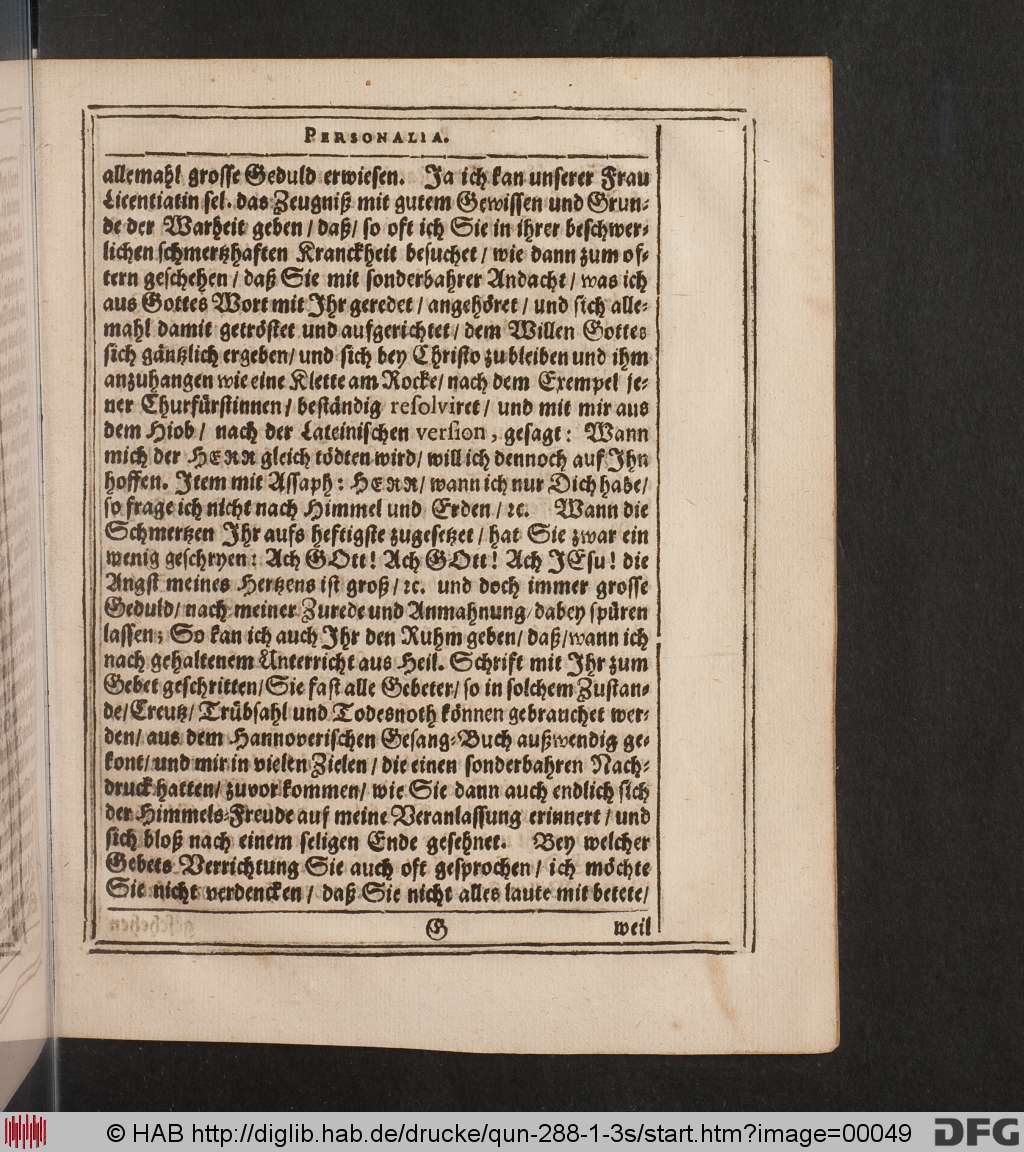 PERSONALIA.
allemahl grosse Geduld erwiesen. Ja ich kan unserer Frau
Licentiatin sel. das Zeugniß mit gutem Gewissen und Grun-
de der Warheit geben / daß / so oft ich Sie in ihrer beschwer-
lichen schmertzhaften Kranckheit besuchet / wie dann zum of-
tern geschehen / daß Sie mit sonderbahrer Andacht / was ich
aus Gottes Wort mit Ihr geredet / angehöret / und sich alle-
mahl damit getröstet und aufgerichtet / dem Willen Gottes
sich gäntzlich ergeben / und sich bey Christo zu bleiben und ihm
anzuhangen wie eine Klette am Rocke / nach dem Exempel je-
ner Churfürstinnen / beständig resolviret / und mit mir aus
dem Hiob / nach der Lateinischen version, gesagt: Wann
mich der HERR gleich tödten wird / will ich dennoch auf Ihn
hoffen. Item mit Assaph: HERR / wann ich nur Dich habe /
so frage ich nicht nach Himmel und Erden / ꝛc. Wann die
Schmertzen Ihr aufs heftigste zugesetzet / hat Sie zwar ein
wenig geschryen: Ach GOtt! Ach GOtt! Ach JEsu! die
Angst meines Hertzens ist groß / ꝛc. und doch immer grosse
Geduld / nach meiner Zurede und Anmahnung / dabey spüren
lassen; So kan ich auch Ihr den Ruhm geben / daß / wann ich
nach gehaltenem Unterricht aus Heil. Schrift mit Ihr zum
Gebet geschritten / Sie fast alle Gebeter / so in solchem Zustan-
de / Creutz / Trübsahl und Todesnoth können gebrauchet wer-
den / aus dem Hannoverischen Gesang-Buch außwendig ge-
kont / und mir in vielen Zielen / die einen sonderbahren Nach-
druck hatten / zuvor kommen / wie Sie dann auch endlich sich
der Himmels-Freude auf meine Veranlassung erinnert / und
sich bloß nach einem seligen Ende gesehnet. Bey welcher
Gebets Verrichtung Sie auch oft gesprochen / ich möchte
Sie nicht verdencken / daß Sie nicht alles laute mit betete /
G weil
© HAB http://diglib.hab.de/drucke/qun-288-1-3s/start.htm?image=00049 DFG